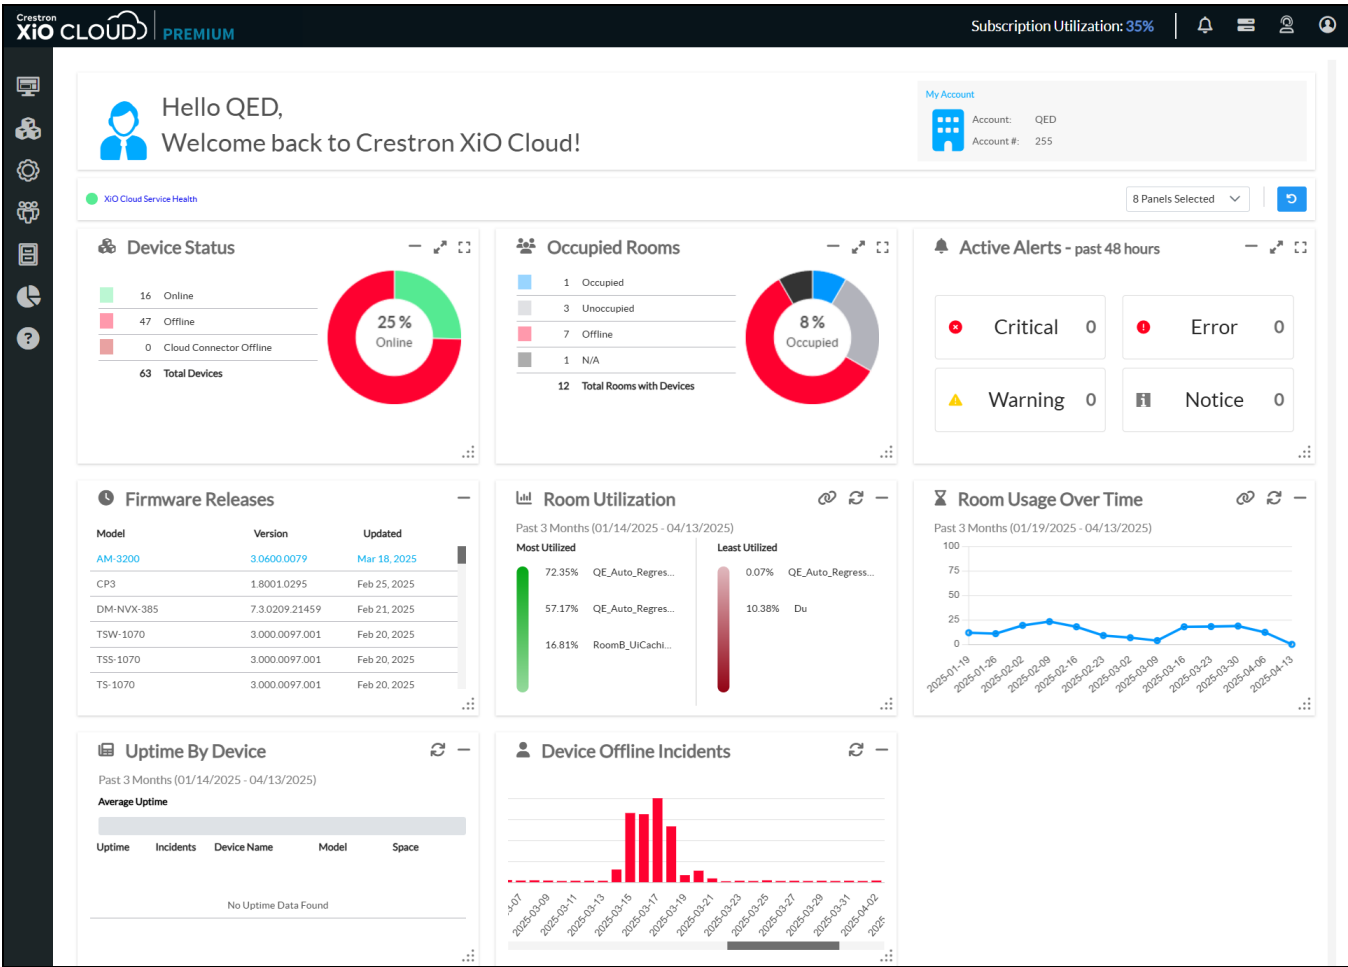 Crestron
XiO CLOUD PREMIUM
Subscription Utilization: 35%
Hello QED,
Welcome back to Crestron XiO Cloud!
My Account
Account: QED
Account #: 255
XiO Cloud Service Health
8 Panels Selected
Device Status
16 Online
47 Offline
0 Cloud Connector Offline
63 Total Devices
25 %
Online
Occupied Rooms
1 Occupied
3 Unoccupied
7 Offline
1 N/A
12 Total Rooms with Devices
8 %
Occupied
Active Alerts - past 48 hours
Critical 0
Error 0
Warning 0
Notice 0
Firmware Releases
Model Version Updated
AM-3200 3.0600.0079 Mar 18, 2025
CP3 1.8001.0295 Feb 25, 2025
DM-NVX-385 7.3.0209.21459 Feb 21, 2025
TSW-1070 3.000.0097.001 Feb 20, 2025
TSS-1070 3.000.0097.001 Feb 20, 2025
TS-1070 3.000.0097.001 Feb 20, 2025
Room Utilization
Past 3 Months (01/14/2025 - 04/13/2025)
Most Utilized
72.35% QE_Auto_Regres...
57.17% QE_Auto_Regres...
16.81% RoomB_UiCachi...
Least Utilized
0.07% QE_Auto_Regress...
10.38% Du
Room Usage Over Time
Past 3 Months (01/19/2025 - 04/13/2025)
100
75
50
25
0
2025-01-19
2025-01-26
2025-02-02
2025-02-09
2025-02-16
2025-02-23
2025-03-02
2025-03-09
2025-03-16
2025-03-23
2025-03-30
2025-04-06
2025-04-13
Uptime By Device
Past 3 Months (01/14/2025 - 04/13/2025)
Average Uptime
Uptime Incidents Device Name Model Space
No Uptime Data Found
Device Offline Incidents
3-07
2025-03-09
2025-03-11
2025-03-13
2025-03-15
2025-03-17
2025-03-19
2025-03-21
2025-03-23
2025-03-25
2025-03-27
2025-03-29
2025-03-31
2025-04-02
2025-